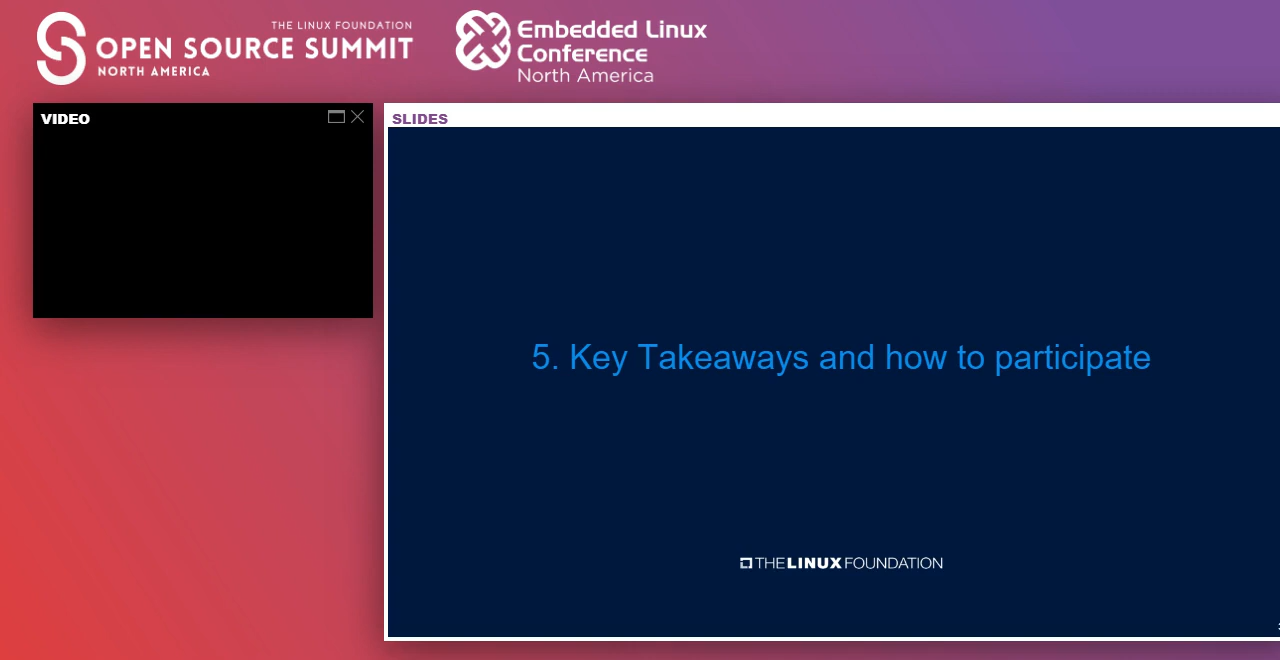 THE LINUX FOUNDATION
OPEN SOURCE SUMMIT
NORTH AMERICA
Embedded Linux
Conference
North America
VIDEO
SLIDES
5. Key Takeaways and how to participate
THE LINUX FOUNDATION